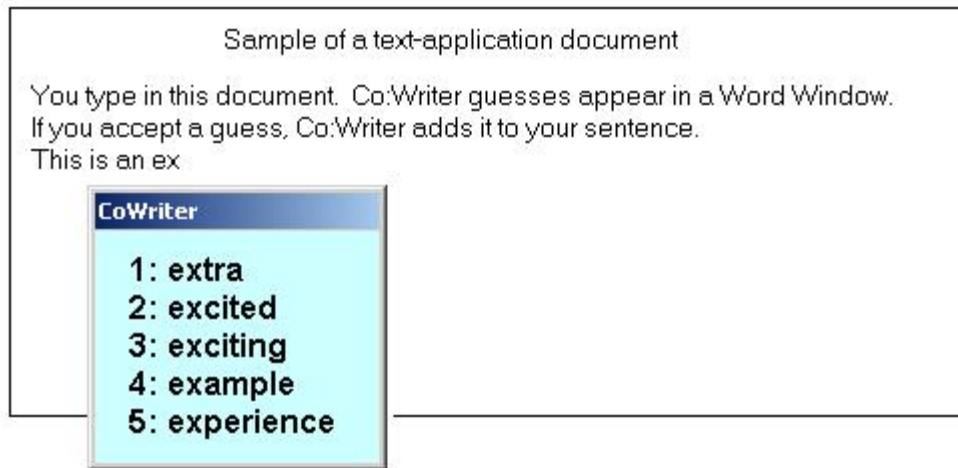 Sample of a text-application document
You type in this document. Co:Writer guesses appear in a Word Window.
If you accept a guess, Co:Writer adds it to your sentence.
This is an ex
CoWriter
1: extra
2: excited
3: exciting
4: example
5: experience